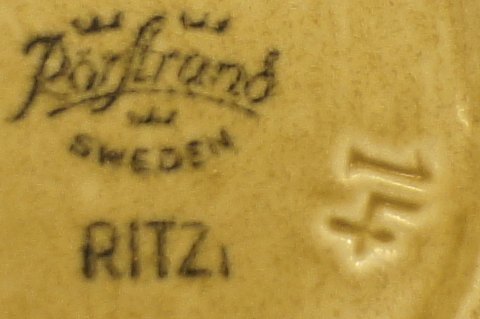 Rörstrand
SWEDEN
RITZ
14